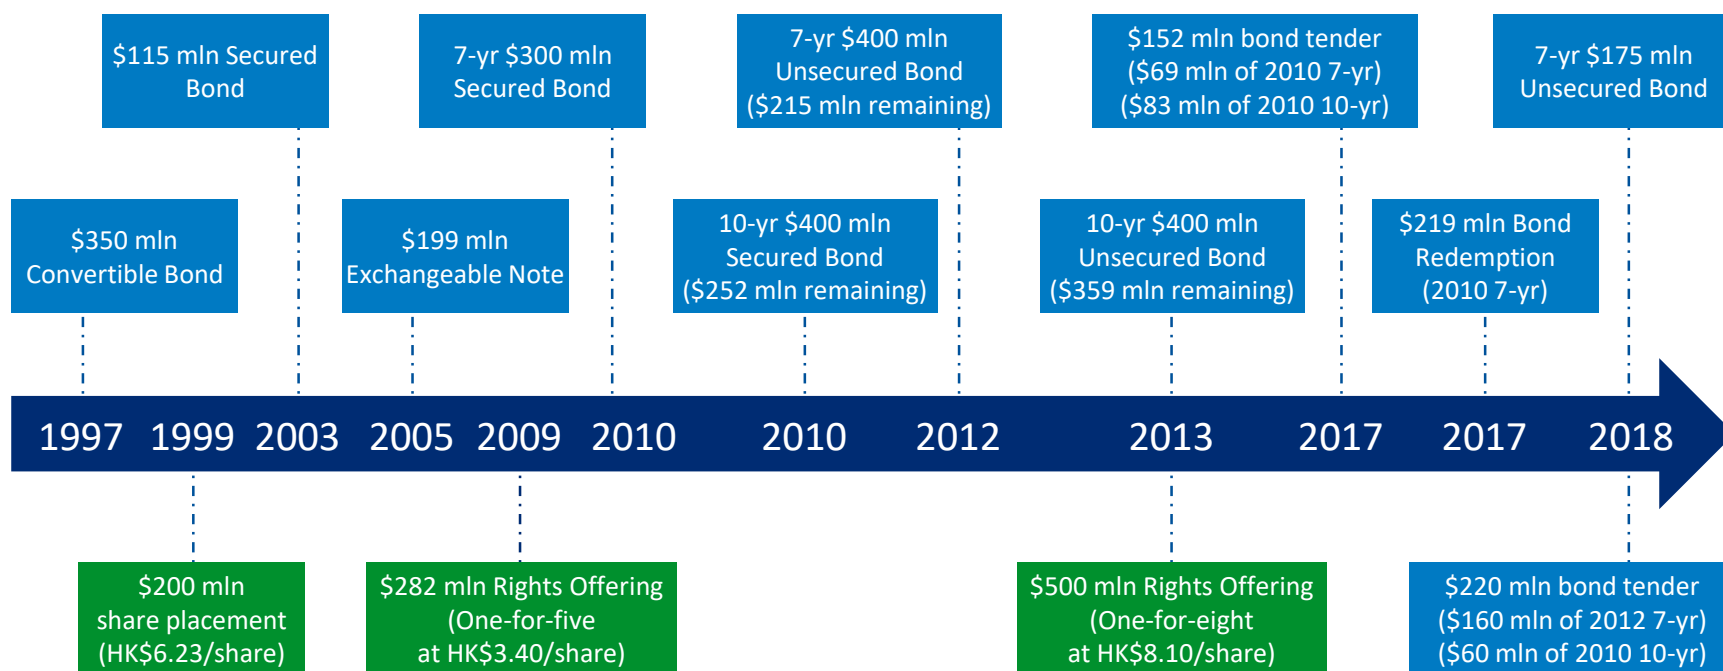 $115 mln Secured
Bond
7-yr $300 mln
Secured Bond
7-yr $400 mln
Unsecured Bond
($215 mln remaining)
$152 mln bond tender
($69 mln of 2010 7-yr)
($83 mln of 2010 10-yr)
7-yr $175 mln
Unsecured Bond
$350 mln
Convertible Bond
$199 mln
Exchangeable Note
10-yr $400 mln
Secured Bond
($252 mln remaining)
10-yr $400 mln
Unsecured Bond
($359 mln remaining)
$219 mln Bond
Redemption
(2010 7-yr)
1997 1999 2003 2005 2009 2010 2010 2012 2013 2017 2017 2018
$200 mln
share placement
(HK$6.23/share)
$282 mln Rights Offering
(One-for-five
at HK$3.40/share)
$500 mln Rights Offering
(One-for-eight
at HK$8.10/share)
$220 mln bond tender
($160 mln of 2012 7-yr)
($60 mln of 2010 10-yr)